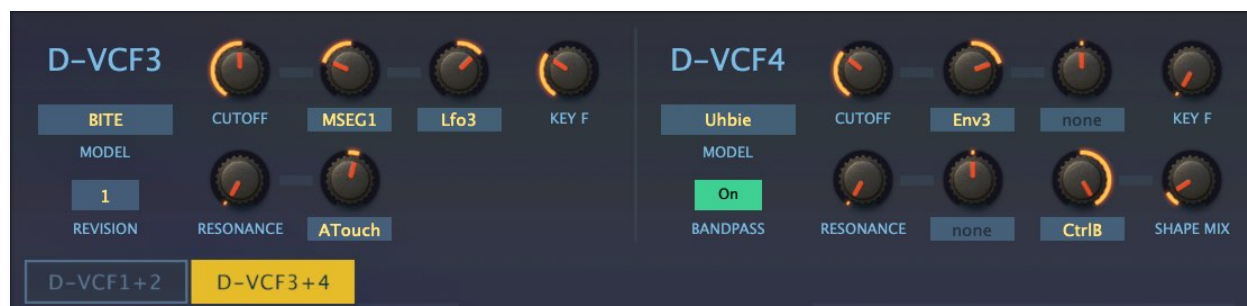 D-VCF3
BITE
MODEL
1
REVISION
CUTOFF
MSEG1
Lfo3
KEY F
RESONANCE
ATouch
D-VCF4
Uhbie
MODEL
On
BANDPASS
CUTOFF
Env3
none
KEY F
RESONANCE
none
CtrlB
SHAPE MIX
D-VCF1+2
D-VCF3+4